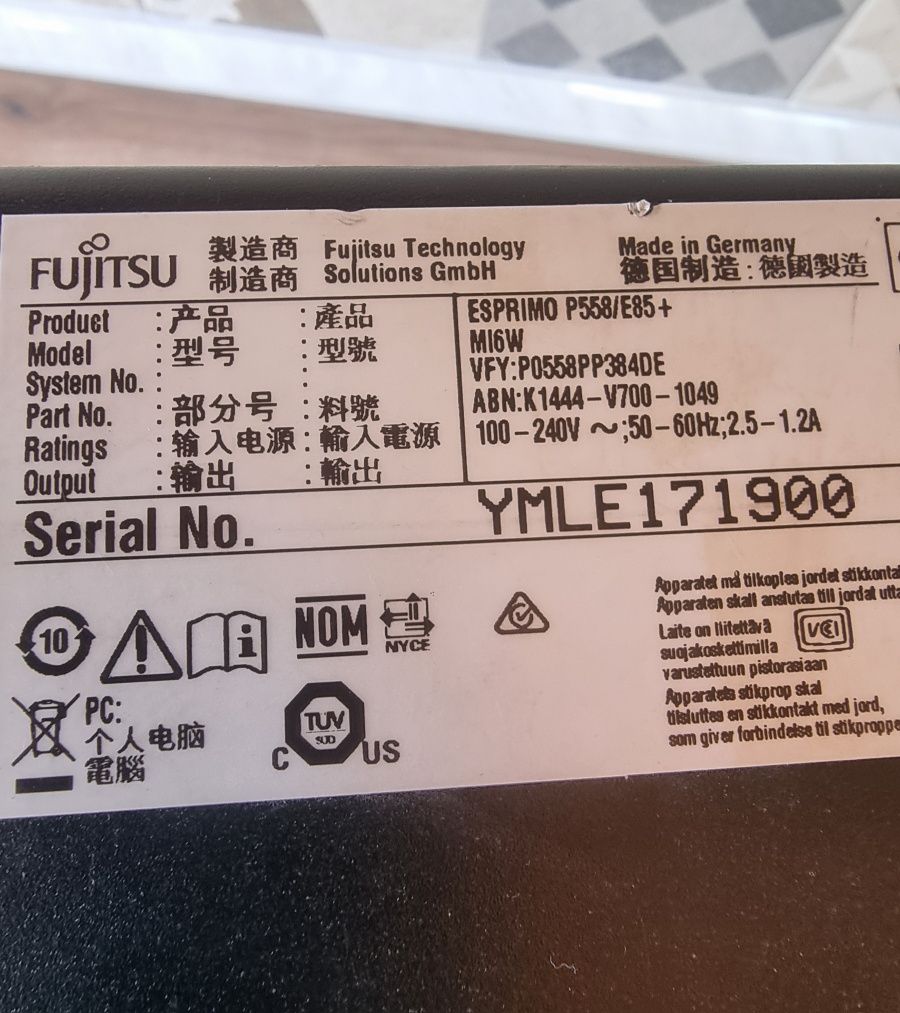 FUJITSU 製造商 Fujitsu Technology Made in Germany
制造商 Solutions GmbH 德国制造：德國製造
Product : 产品 : 產品 ESPRIMO P558/E85+
Model : 型号 : 型號 MI6W
System No. : : VFY:P0558PP384DE
Part No. : 部分号 : 料號 ABN:K1444-V700-1049
Ratings : 输入电源 : 輸入電源 100-240V ~;50-60Hz;2.5-1.2A
Output : 输出 : 輸出
Serial No. YMLE171900
Apparatet må tilkoples jordet
Apparaten skall anslutas till jordat
Laite on liitettävä
suojakoskettimilla
varustettuun pistorasiaan
Apparatets stikprop skal
tilsluttes en stikkontakt med jord,
som giver forbindelse til
VCCI
10
i
NOM
NYCE
PC:
个人电脑
電腦
TUV
SUD
C US